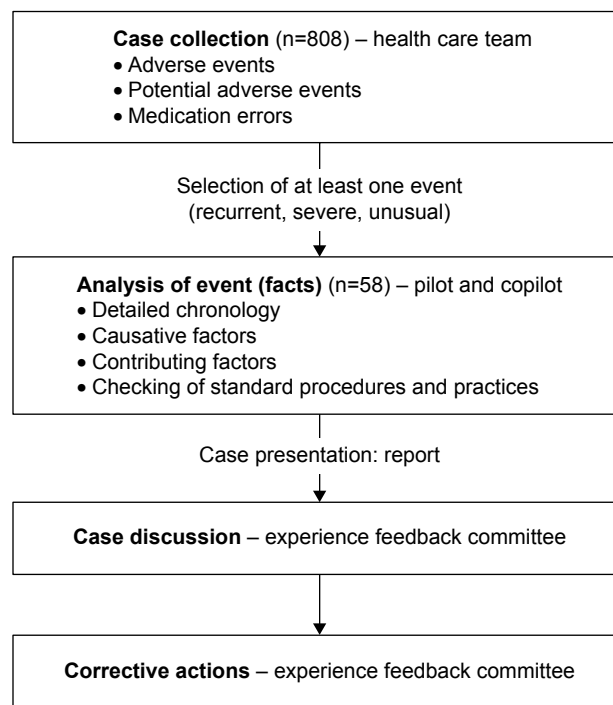 Case collection (n=808) – health care team
• Adverse events
• Potential adverse events
• Medication errors
Selection of at least one event
(recurrent, severe, unusual)
Analysis of event (facts) (n=58) – pilot and copilot
• Detailed chronology
• Causative factors
• Contributing factors
• Checking of standard procedures and practices
Case presentation: report
Case discussion – experience feedback committee
Corrective actions – experience feedback committee